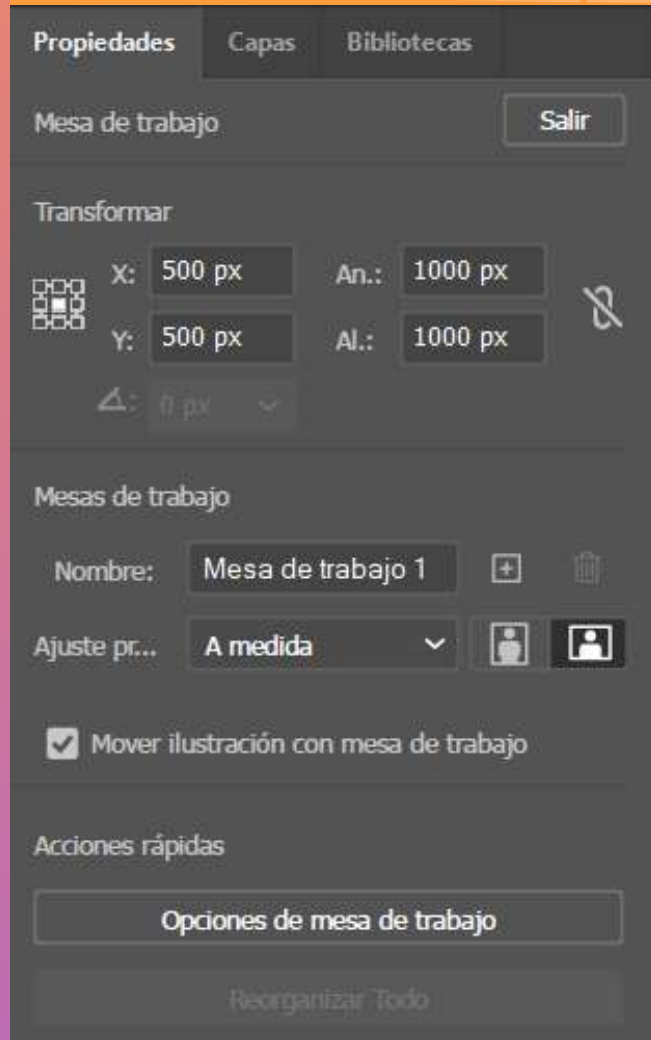 Propiedades Capas Bibliotecas
Mesa de trabajo Salir
Transformar
X: 500 px An.: 1000 px
Y: 500 px Al.: 1000 px
0 px
Mesas de trabajo
Nombre: Mesa de trabajo 1
Ajuste pr... A medida
Mover ilustración con mesa de trabajo
Acciones rápidas
Opciones de mesa de trabajo
Reorganizar Todo